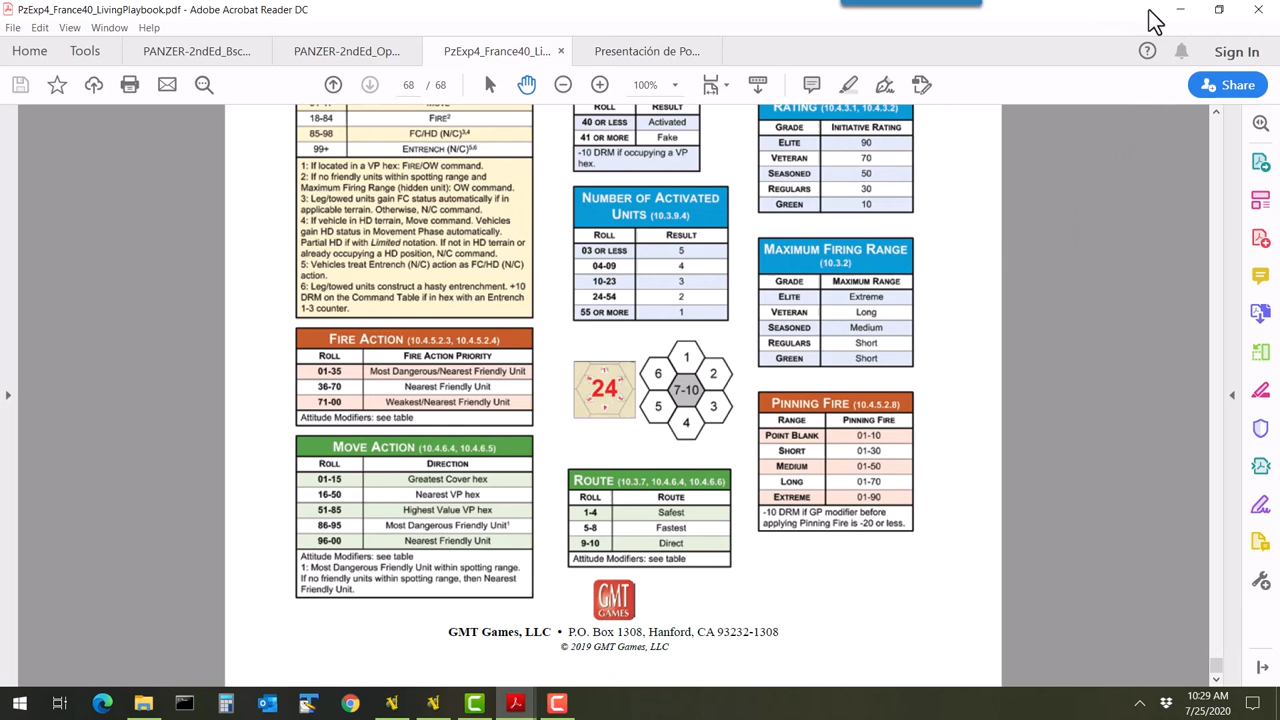 PzExp4_France40_LivingPlaybook.pdf - Adobe Acrobat Reader DC
File Edit View Window Help
Home Tools PANZER-2ndEd_Bsc... PANZER-2ndEd_Op... PzExp4_France40_Li... × Presentación de Po... Sign In
68 / 68 100% Share
MOVE
18-84 FIRE2
85-98 FC/HD (N/C)3,4
99+ ENTRENCH (N/C)5,6
1: If located in a VP hex: FIRE/OW command.
2: If no friendly units within spotting range and
Maximum Firing Range (hidden unit): OW command.
3: Leg/towed units gain FC status automatically if in
applicable terrain. Otherwise, N/C command.
4: If vehicle in HD terrain, Move command. Vehicles
gain HD status in Movement Phase automatically.
Partial HD if with Limited notation. If not in HD terrain or
already occupying a HD position, N/C command.
5: Vehicles treat Entrench (N/C) action as FC/HD (N/C)
action.
6: Leg/towed units construct a hasty entrenchment. +10
DRM on the Command Table if in hex with an Entrench
1-3 counter.
FIRE ACTION (10.4.5.2.3, 10.4.5.2.4)
ROLL FIRE ACTION PRIORITY
01-35 Most Dangerous/Nearest Friendly Unit
36-70 Nearest Friendly Unit
71-00 Weakest/Nearest Friendly Unit
Attitude Modifiers: see table
MOVE ACTION (10.4.6.4, 10.4.6.5)
ROLL DIRECTION
01-15 Greatest Cover hex
16-50 Nearest VP hex
51-85 Highest Value VP hex
86-95 Most Dangerous Friendly Unit1
96-00 Nearest Friendly Unit
Attitude Modifiers: see table
1: Most Dangerous Friendly Unit within spotting range.
If no friendly units within spotting range, then Nearest
Friendly Unit.
ROLL RESULT
40 OR LESS Activated
41 OR MORE Fake
-10 DRM if occupying a VP
hex.
NUMBER OF ACTIVATED
UNITS (10.3.9.4)
ROLL RESULT
03 OR LESS 5
04-09 4
10-23 3
24-54 2
55 OR MORE 1
24
1
6 2
7-10
5 3
4
ROUTE (10.3.7, 10.4.6.4, 10.4.6.6)
ROLL ROUTE
1-4 Safest
5-8 Fastest
9-10 Direct
Attitude Modifiers: see table
RATING (10.4.3.1, 10.4.3.2)
GRADE INITIATIVE RATING
ELITE 90
VETERAN 70
SEASONED 50
REGULARS 30
GREEN 10
MAXIMUM FIRING RANGE
(10.3.2)
GRADE MAXIMUM RANGE
ELITE Extreme
VETERAN Long
SEASONED Medium
REGULARS Short
GREEN Short
PINNING FIRE (10.4.5.2.8)
RANGE PINNING FIRE
POINT BLANK 01-10
SHORT 01-30
MEDIUM 01-50
LONG 01-70
EXTREME 01-90
-10 DRM if GP modifier before
applying Pinning Fire is -20 or less.
GMT
GAMES
GMT Games, LLC • P.O. Box 1308, Hanford, CA 93232-1308
© 2019 GMT Games, LLC
10:29 AM
7/25/2020